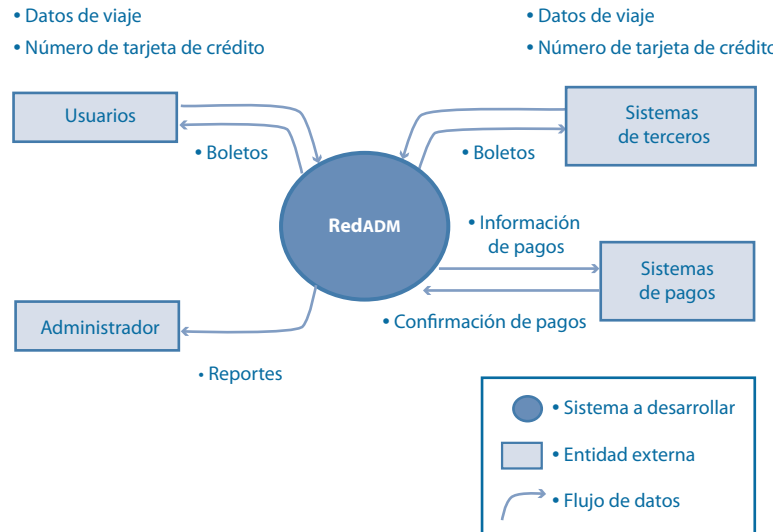 • Datos de viaje
• Número de tarjeta de crédito
• Datos de viaje
• Número de tarjeta de crédito
Usuarios
Sistemas
de terceros
• Boletos
• Boletos
RedADM
• Información
de pagos
Sistemas
de pagos
Administrador
• Confirmación de pagos
• Reportes
• Sistema a desarrollar
• Entidad externa
• Flujo de datos